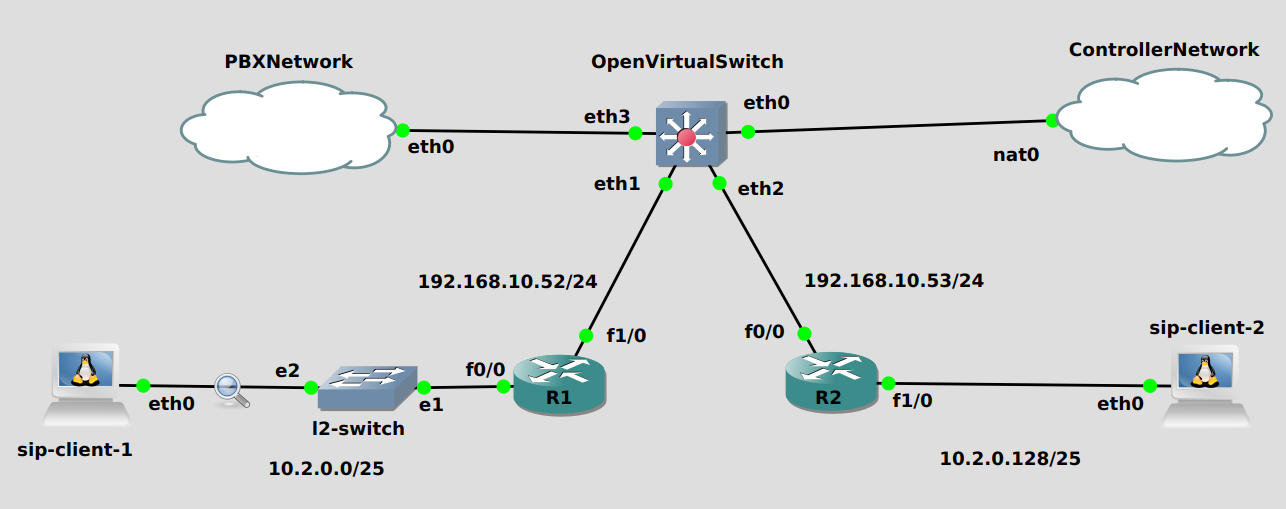 ControllerNetwork
PBXNetwork
OpenVirtualSwitch
eth0
eth3
eth0
nat0
eth1
eth2
192.168.10.52/24
192.168.10.53/24
sip-client-2
f1/0
f0/0
e2
f0/0
R1
R2
f1/0
eth0
eth0
e1
l2-switch
sip-client-1
10.2.0.0/25
10.2.0.128/25